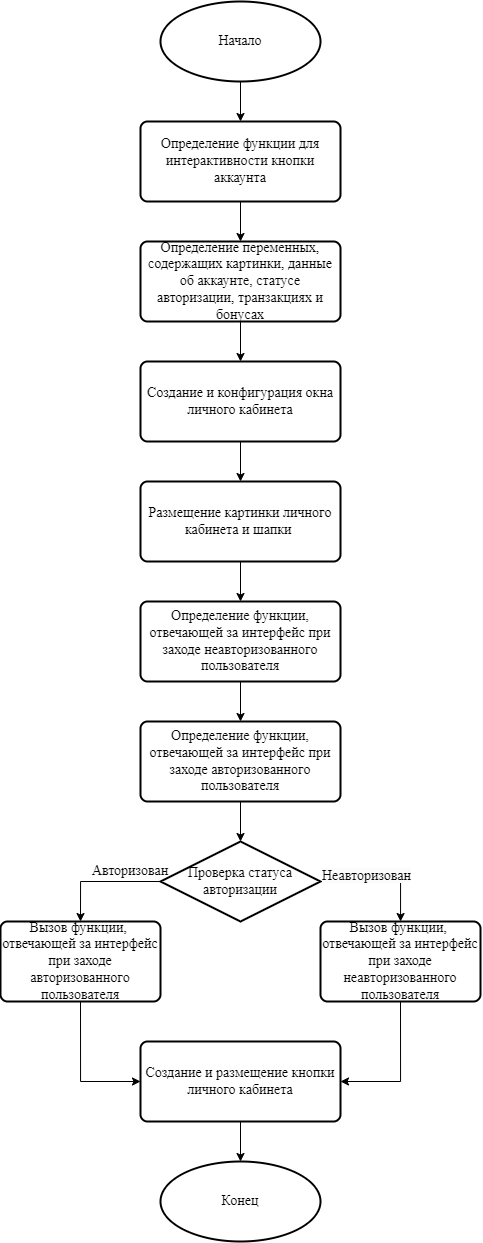 Начало
Определение функции для
интерактивности кнопки
аккаунта
Определение переменных,
содержащих картинки, данные
об аккаунте, статусе
авторизации, транзакциях и
бонусах
Создание и конфигурация окна
личного кабинета
Размещение картинки личного
кабинета и шапки
Определение функции,
отвечающей за интерфейс при
заходе неавторизованного
пользователя
Определение функции,
отвечающей за интерфейс при
заходе авторизованного
пользователя
Проверка статуса
авторизации
Авторизован
Неавторизован
Вызов функции,
отвечающей за интерфейс
при заходе
авторизованного
пользователя
Вызов функции,
отвечающей за интерфейс
при заходе
неавторизованного
пользователя
Создание и размещение кнопки
личного кабинета
Конец